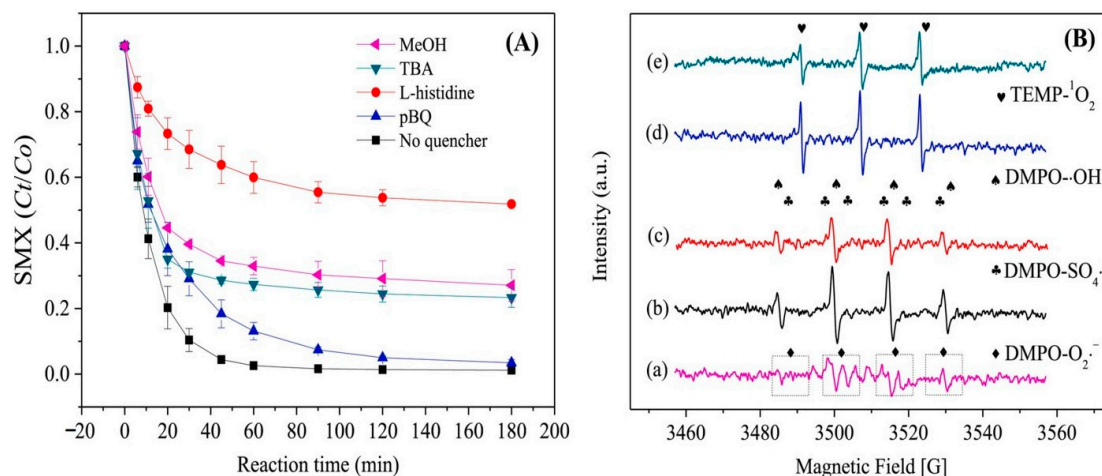 (A)
MeOH
TBA
L-histidine
pBQ
No quencher
SMX (Ct/Co)
1.0
0.8
0.6
0.4
0.2
0.0
−20 0 20 40 60 80 100 120 140 160 180 200
Reaction time (min)
(B)
(e)
♥ TEMP-¹O₂
(d)
♠ DMPO-·OH
(c)
♣ DMPO-SO₄·
(b)
♦ DMPO-O₂·⁻
(a)
Intensity (a.u.)
3460 3480 3500 3520 3540 3560
Magnetic Field [G]